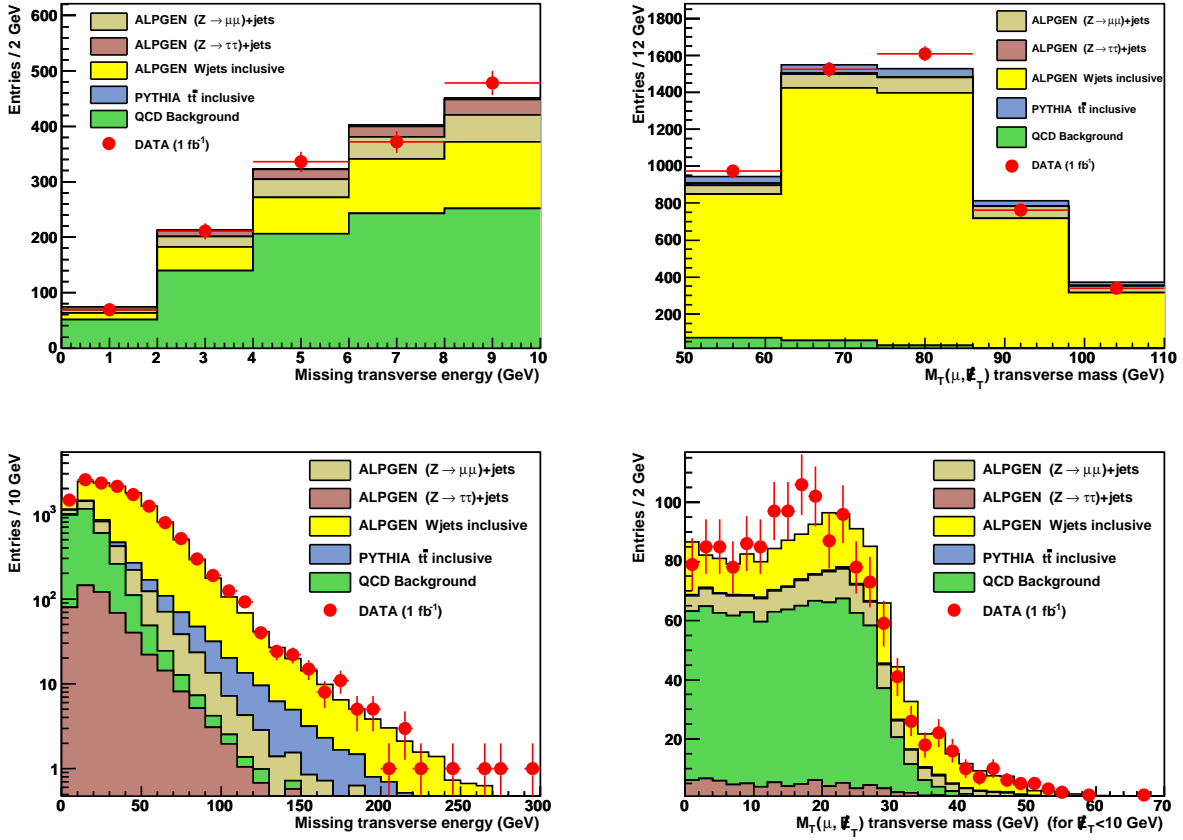 Entries / 2 GeV
600
500
400
300
200
100
0
ALPGEN (Z → μμ)+jets
ALPGEN (Z → ττ)+jets
ALPGEN Wjets inclusive
PYTHIA tt̄ inclusive
QCD Background
DATA (1 fb⁻¹)
0 1 2 3 4 5 6 7 8 9 10
Missing transverse energy (GeV)
Entries / 12 GeV
1800
1600
1400
1200
1000
800
600
400
200
ALPGEN (Z → μμ)+jets
ALPGEN (Z → ττ)+jets
ALPGEN Wjets inclusive
PYTHIA tt̄ inclusive
QCD Background
DATA (1 fb⁻¹)
50 60 70 80 90 100 110
M_T(μ,E̸_T) transverse mass (GeV)
Entries / 10 GeV
10³
10²
10
1
ALPGEN (Z → μμ)+jets
ALPGEN (Z → ττ)+jets
ALPGEN Wjets inclusive
PYTHIA tt̄ inclusive
QCD Background
DATA (1 fb⁻¹)
0 50 100 150 200 250 300
Missing transverse energy (GeV)
Entries / 2 GeV
100
80
60
40
20
ALPGEN (Z → μμ)+jets
ALPGEN (Z → ττ)+jets
ALPGEN Wjets inclusive
PYTHIA tt̄ inclusive
QCD Background
DATA (1 fb⁻¹)
0 10 20 30 40 50 60 70
M_T(μ,E̸_T) transverse mass (GeV) (for E̸_T<10 GeV)